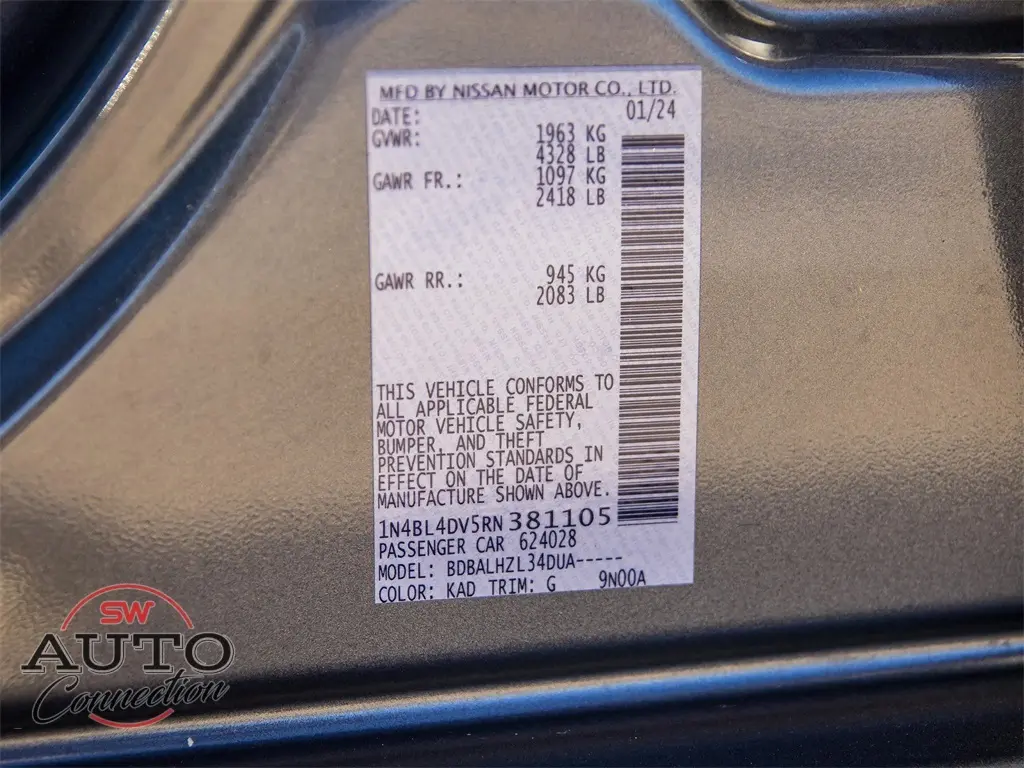 MFD BY NISSAN MOTOR CO., LTD.
DATE: 01/24
GVWR: 1963 KG
4328 LB
GAWR FR.: 1097 KG
2418 LB
GAWR RR.: 945 KG
2083 LB
THIS VEHICLE CONFORMS TO
ALL APPLICABLE FEDERAL
MOTOR VEHICLE SAFETY,
BUMPER, AND THEFT
PREVENTION STANDARDS IN
EFFECT ON THE DATE OF
MANUFACTURE SHOWN ABOVE.
1N4BL4DV5RN381105
PASSENGER CAR 624028
MODEL: BDBALHZL34DUA-----
COLOR: KAD TRIM: G 9N00A
SW
AUTO
Connection